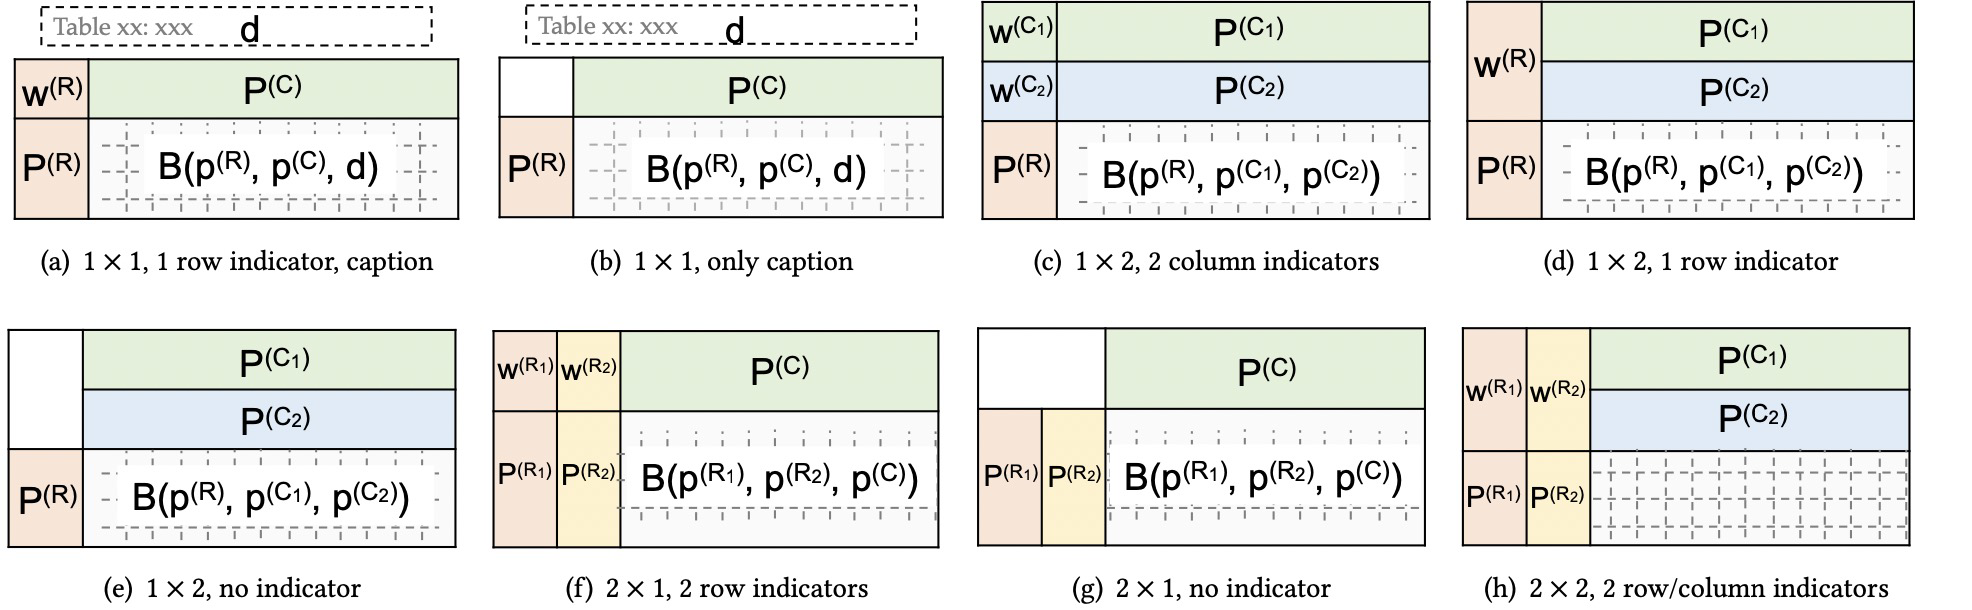 Table xx: xxx d
w(R) P(C)
P(R) B(p(R), p(C), d)
(a) 1 × 1, 1 row indicator, caption
Table xx: xxx d
P(C)
P(R) B(p(R), p(C), d)
(b) 1 × 1, only caption
w(C1) P(C1)
w(C2) P(C2)
P(R) B(p(R), p(C1), p(C2))
(c) 1 × 2, 2 column indicators
w(R) P(C1)
P(C2)
P(R) B(p(R), p(C1), p(C2))
(d) 1 × 2, 1 row indicator
P(C1)
P(C2)
P(R) B(p(R), p(C1), p(C2))
(e) 1 × 2, no indicator
w(R1) w(R2) P(C)
P(R1) P(R2) B(p(R1), p(R2), p(C))
(f) 2 × 1, 2 row indicators
P(C)
P(R1) P(R2) B(p(R1), p(R2), p(C))
(g) 2 × 1, no indicator
w(R1) w(R2) P(C1)
P(C2)
P(R1) P(R2)
(h) 2 × 2, 2 row/column indicators